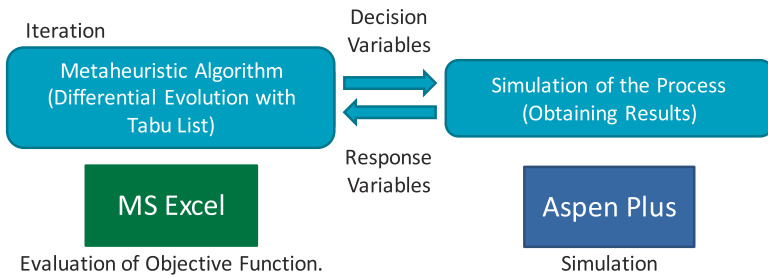 Iteration
Decision
Variables
Metaheuristic Algorithm
(Differential Evolution with
Tabu List)
Simulation of the Process
(Obtaining Results)
Response
Variables
MS Excel
Aspen Plus
Evaluation of Objective Function.
Simulation